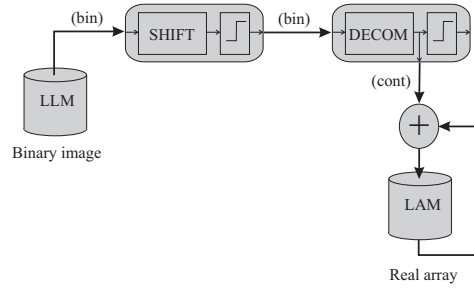 (bin)
SHIFT
(bin)
DECOM
(cont)
LLM
Binary image
+
LAM
Real array